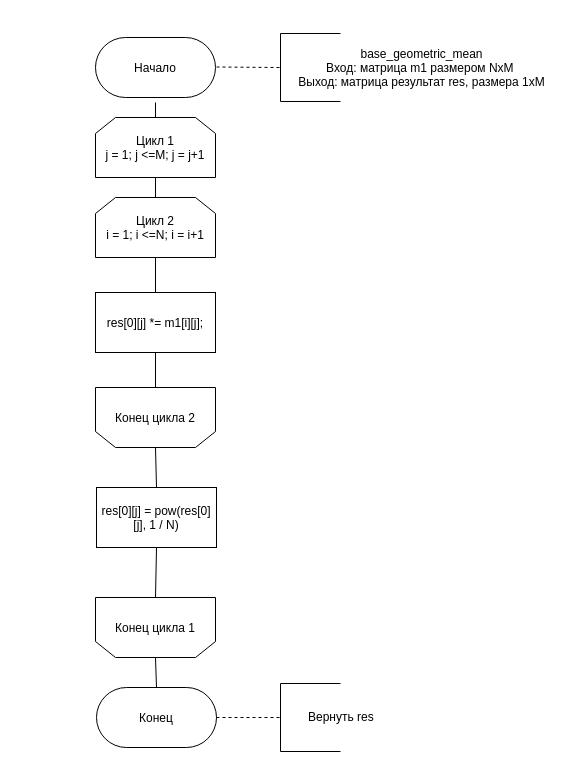 Начало
base_geometric_mean
Вход: матрица m1 размером NxM
Выход: матрица результат res, размера 1xM
Цикл 1
j = 1; j <=M; j = j+1
Цикл 2
i = 1; i <=N; i = i+1
res[0][j] *= m1[i][j];
Конец цикла 2
res[0][j] = pow(res[0]
[j], 1 / N)
Конец цикла 1
Конец
Вернуть res